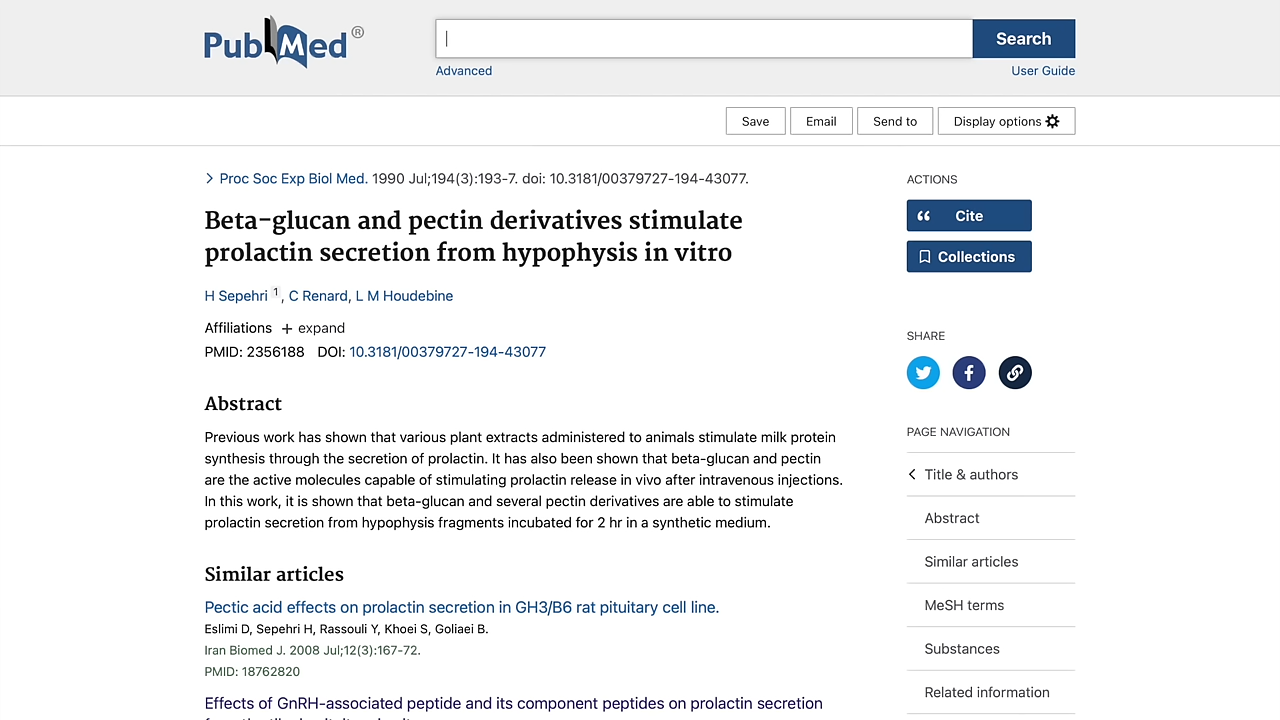 PubMed®
Search
Advanced
User Guide
Save
Email
Send to
Display options
Proc Soc Exp Biol Med. 1990 Jul;194(3):193-7. doi: 10.3181/00379727-194-43077.
Beta-glucan and pectin derivatives stimulate
prolactin secretion from hypophysis in vitro
H Sepehri 1, C Renard, L M Houdebine
Affiliations + expand
PMID: 2356188 DOI: 10.3181/00379727-194-43077
Abstract
Previous work has shown that various plant extracts administered to animals stimulate milk protein
synthesis through the secretion of prolactin. It has also been shown that beta-glucan and pectin
are the active molecules capable of stimulating prolactin release in vivo after intravenous injections.
In this work, it is shown that beta-glucan and several pectin derivatives are able to stimulate
prolactin secretion from hypophysis fragments incubated for 2 hr in a synthetic medium.
Similar articles
Pectic acid effects on prolactin secretion in GH3/B6 rat pituitary cell line.
Eslimi D, Sepehri H, Rassouli Y, Khoei S, Goliaei B.
Iran Biomed J. 2008 Jul;12(3):167-72.
PMID: 18762820
Effects of GnRH-associated peptide and its component peptides on prolactin secretion
ACTIONS
Cite
Collections
SHARE
PAGE NAVIGATION
Title & authors
Abstract
Similar articles
MeSH terms
Substances
Related information